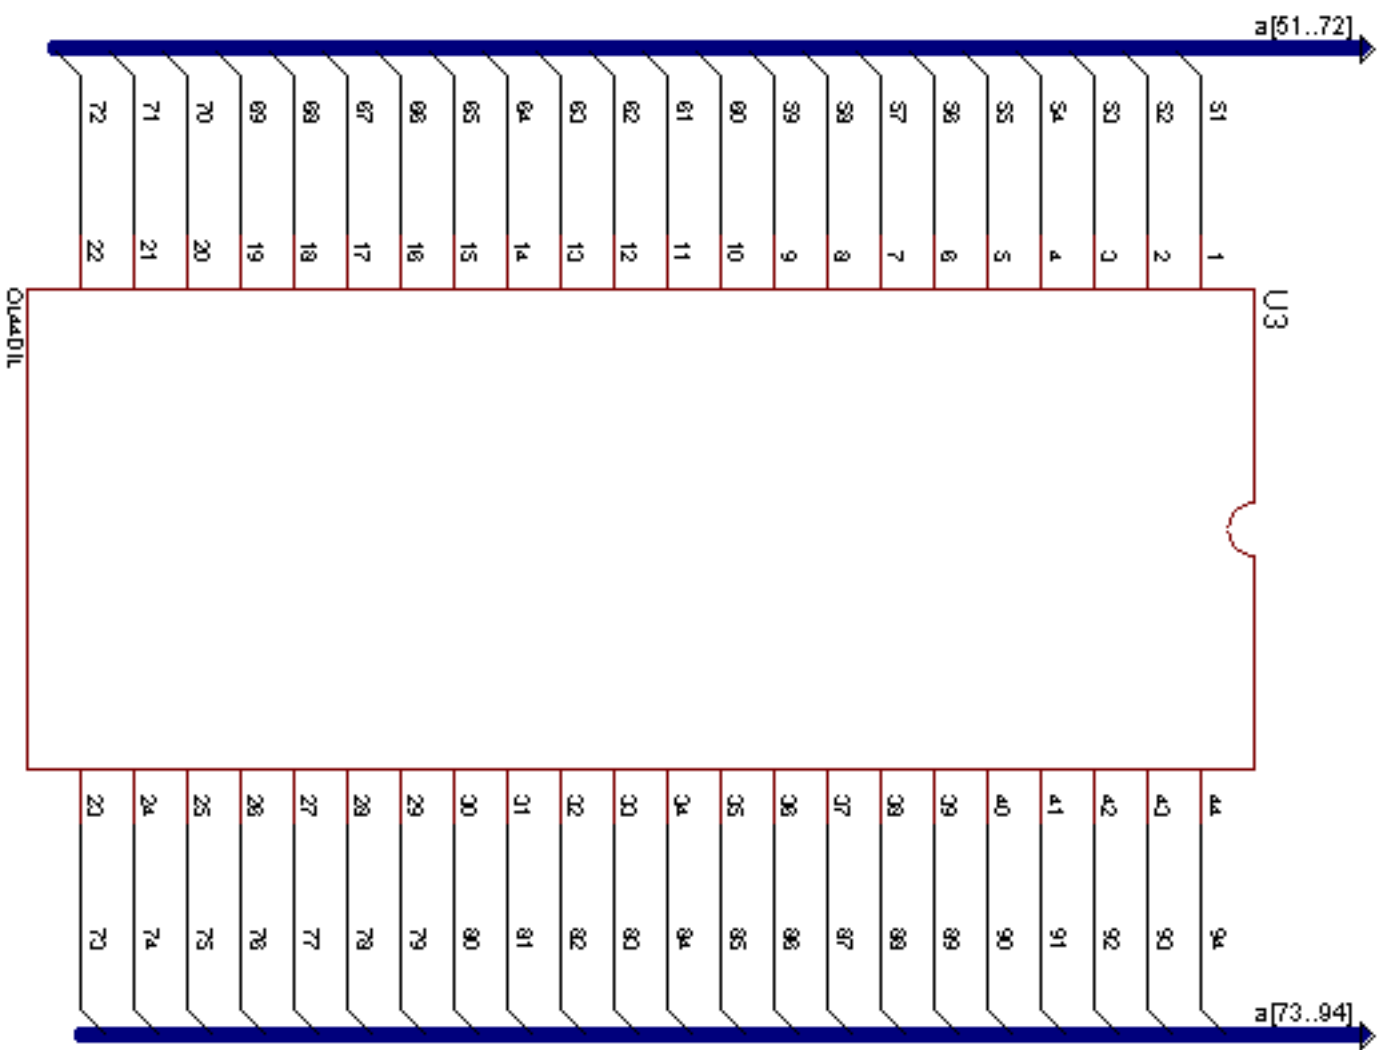 a[51..72]
72 71 70 69 68 67 66 65 64 63 62 61 60 59 58 57 56 55 54 53 52 51
22 21 20 19 18 17 16 15 14 13 12 11 10 9 8 7 6 5 4 3 2 1
QL44DIL
U3
23 24 25 26 27 28 29 30 31 32 33 34 35 36 37 38 39 40 41 42 43 44
73 74 75 76 77 78 79 80 81 82 83 84 85 86 87 88 89 90 91 92 93 94
a[73..94]